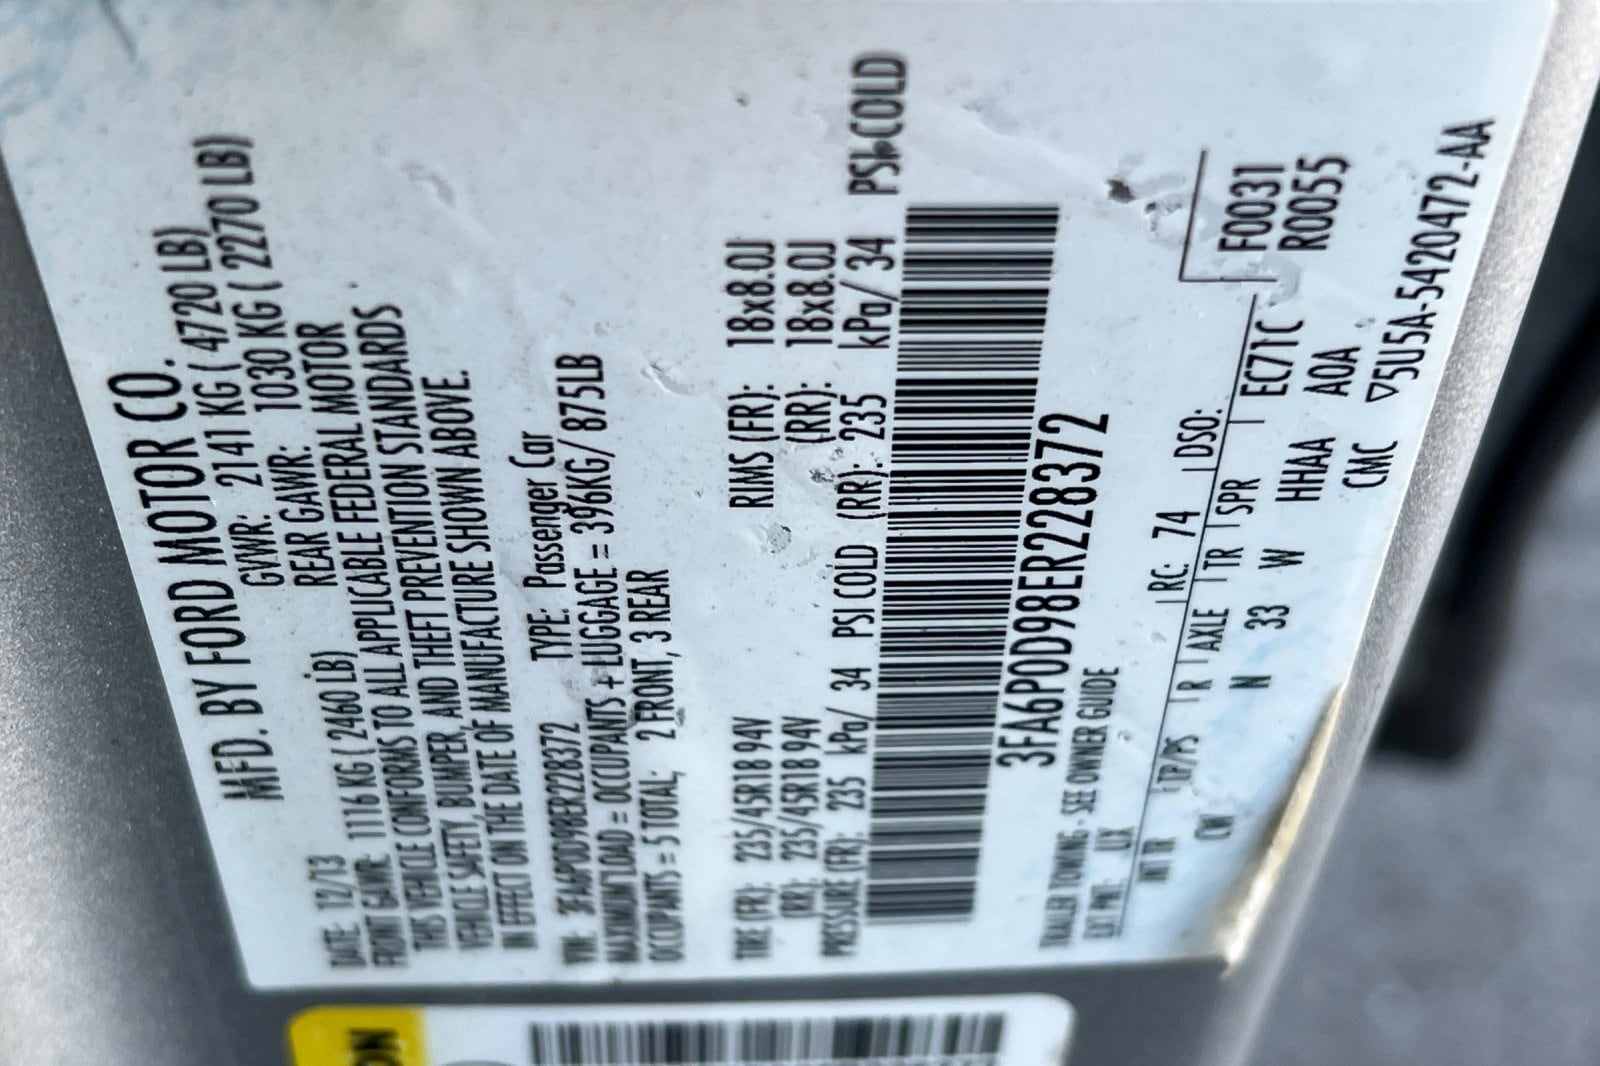 MFD. BY FORD MOTOR CO.
DATE: 12/13 GVWR: 2141 KG ( 4720 LB)
FRONT GAWR: 1116 KG ( 2460 LB) REAR GAWR: 1030 KG ( 2270 LB)
THIS VEHICLE CONFORMS TO ALL APPLICABLE FEDERAL MOTOR
VEHICLE SAFETY, BUMPER, AND THEFT PREVENTION STANDARDS
IN EFFECT ON THE DATE OF MANUFACTURE SHOWN ABOVE.
VIN: 3FA6P0D98ER228372 TYPE: Passenger Car
MAXIMUM LOAD = OCCUPANTS + LUGGAGE = 396KG/ 875LB
OCCUPANTS = 5 TOTAL; 2 FRONT, 3 REAR
TIRE (FR): 235/45R18 94V RIMS (FR): 18x8.0J
(RR): 235/45R18 94V (RR): 18x8.0J
PRESSURE (FR): 235 kPa/ 34 PSI COLD (RR): 235 kPa/ 34 PSI COLD
3FA6P0D98ER228372
TRAILER TOWING - SEE OWNER GUIDE
EXT PNT: UX RC: 74 DSO:
F0031
INT TR TP/PS R AXLE TR SPR EC71C R0055
CW N 33 W HHAA AOA
CMC ▽5U5A-5420472-AA
ON